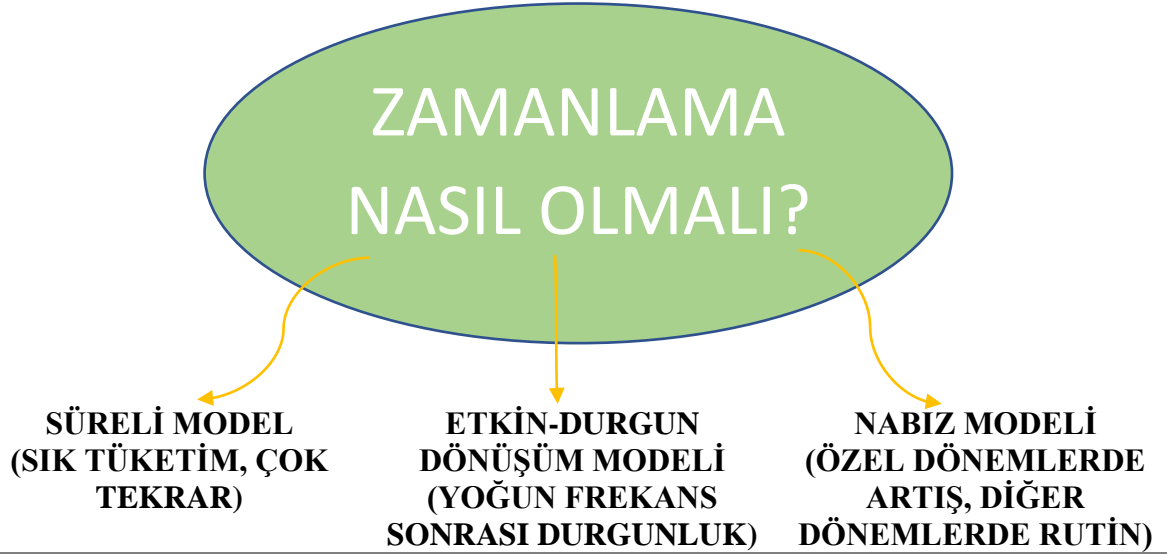 ZAMANLAMA
NASIL OLMALI?
SÜRELİ MODEL
(SIK TÜKETİM, ÇOK
TEKRAR)
ETKİN-DURGUN
DÖNÜŞÜM MODELİ
(YOĞUN FREKANS
SONRASI DURGUNLUK)
NABIZ MODELİ
(ÖZEL DÖNEMLERDE
ARTIŞ, DİĞER
DÖNEMLERDE RUTİN)